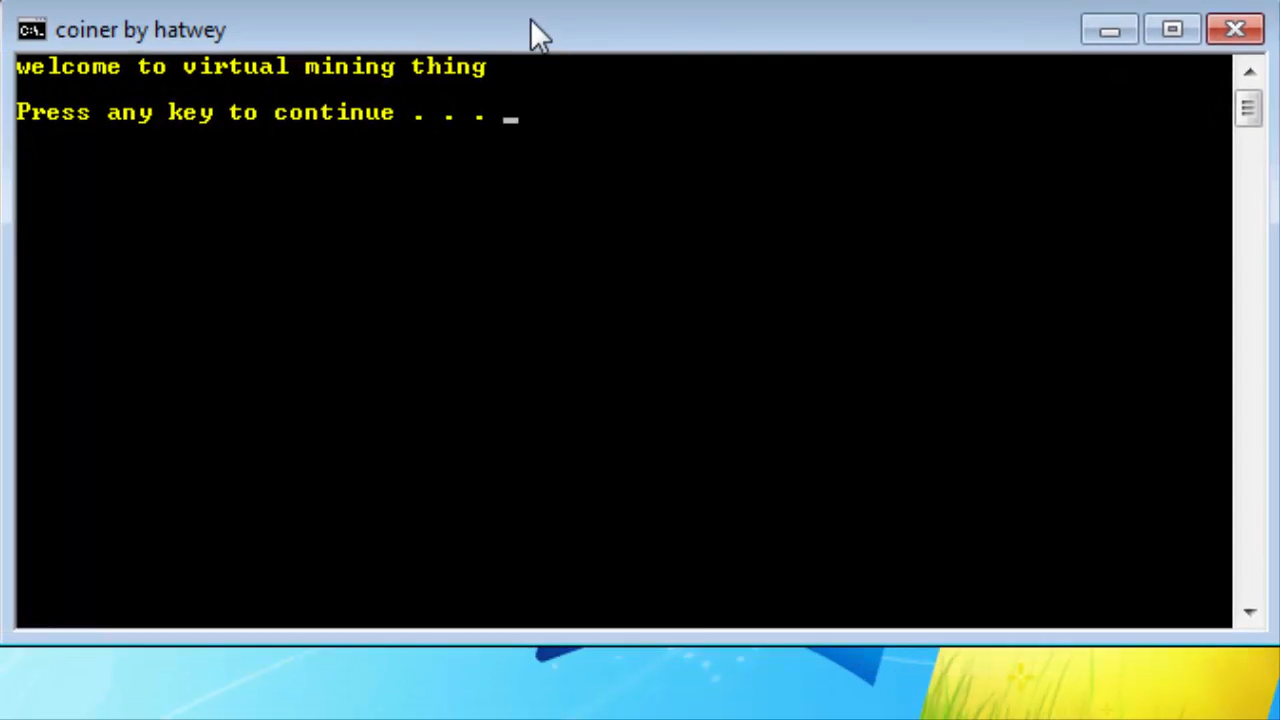 coiner by hatwey
welcome to virtual mining thing
Press any key to continue . . . _